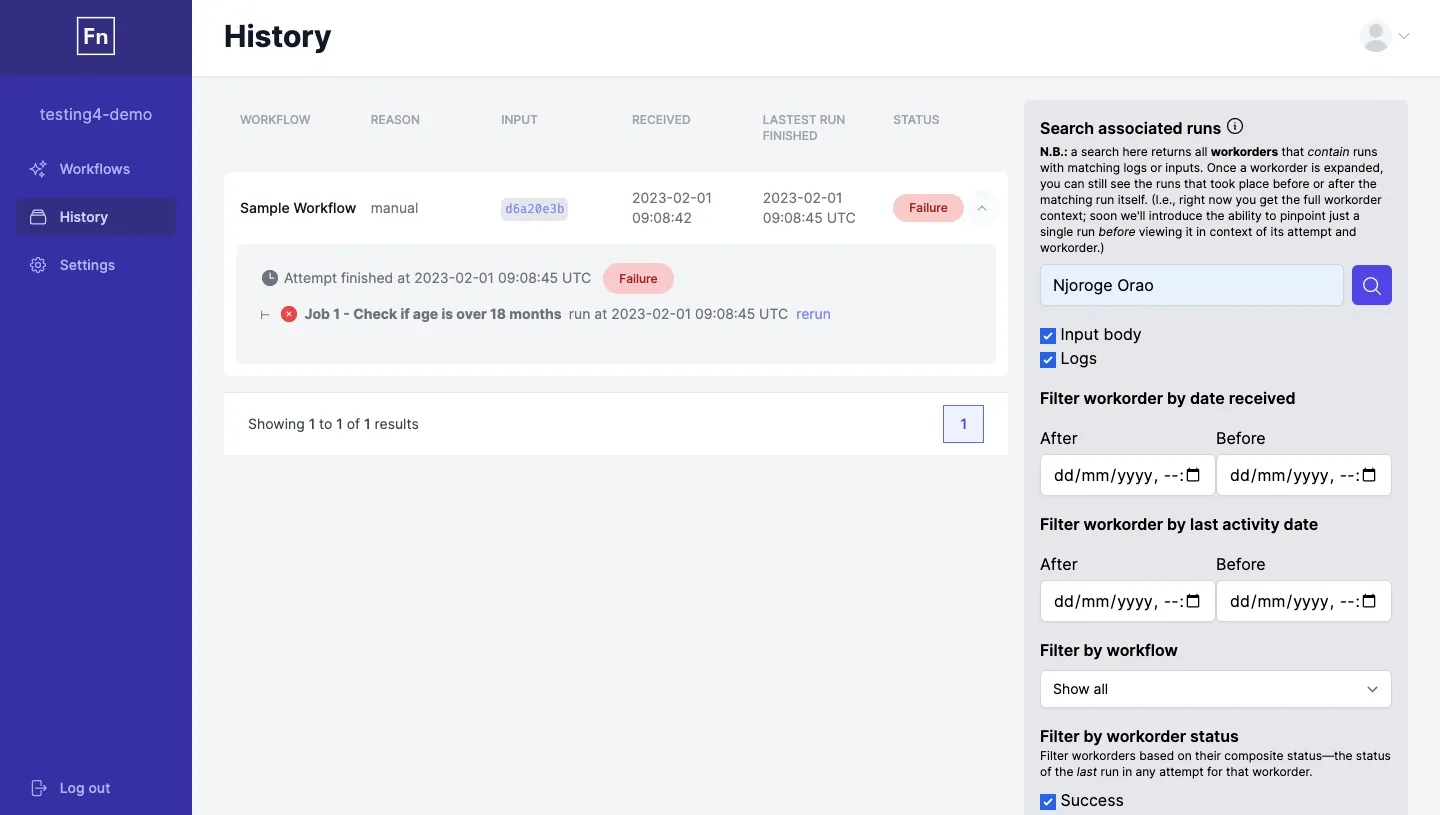 Fn
History
testing4-demo
Workflows
History
Settings
Log out
WORKFLOW REASON INPUT RECEIVED LASTEST RUN FINISHED STATUS
Sample Workflow manual d6a20e3b 2023-02-01 09:08:42 2023-02-01 09:08:45 UTC Failure
Attempt finished at 2023-02-01 09:08:45 UTC Failure
Job 1 - Check if age is over 18 months run at 2023-02-01 09:08:45 UTC rerun
Showing 1 to 1 of 1 results 1
Search associated runs
N.B.: a search here returns all workorders that contain runs
with matching logs or inputs. Once a workorder is expanded,
you can still see the runs that took place before or after the
matching run itself. (I.e., right now you get the full workorder
context; soon we'll introduce the ability to pinpoint just a
single run before viewing it in context of its attempt and
workorder.)
Njoroge Orao
Input body
Logs
Filter workorder by date received
After Before
dd/mm/yyyy, --: dd/mm/yyyy, --:
Filter workorder by last activity date
After Before
dd/mm/yyyy, --: dd/mm/yyyy, --:
Filter by workflow
Show all
Filter by workorder status
Filter workorders based on their composite status—the status
of the last run in any attempt for that workorder.
Success